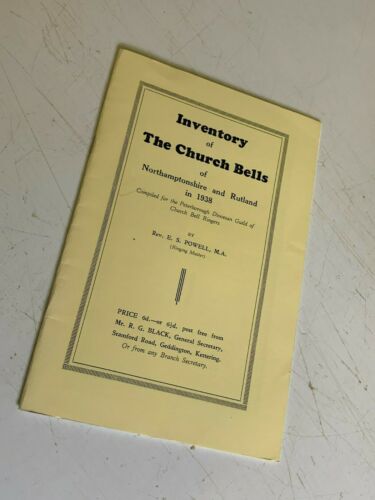 Inventory
of
The Church Bells
of
Northamptonshire and Rutland
in 1938
Compiled for the Peterborough Diocesan Guild of
Church Bell Ringers
BY
Rev. E. S. POWELL, M.A.
(Ringing Master)
PRICE 6d.—or 6½d. post free from
Mr. R. G. BLACK, General Secretary,
Stamford Road, Geddington, Kettering.
Or from any Branch Secretary.